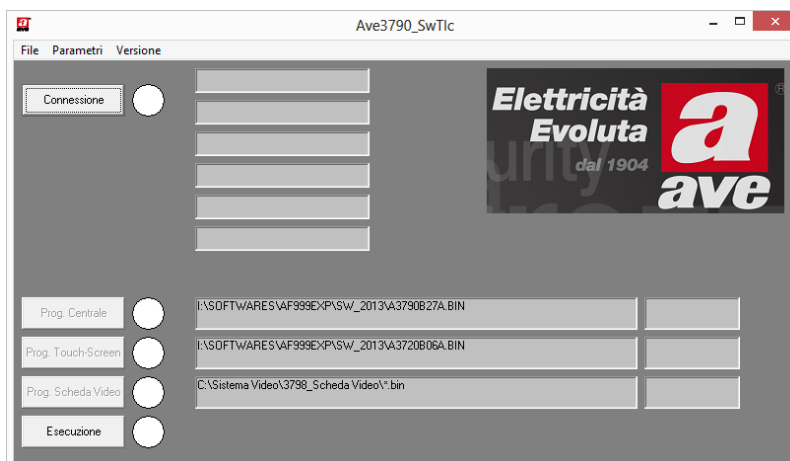 Ave3790_SwTlc
File Parametri Versione
Connessione
Elettricità
Evoluta
dal 1904
a
®
ave
urity
Prog. Centrale
I:\SOFTWARES\AF999EXP\SW_2013\A3790B27A.BIN
Prog. Touch-Screen
I:\SOFTWARES\AF999EXP\SW_2013\A3720B06A.BIN
Prog. Scheda Video
C:\Sistema Video\3798_Scheda Video\*.bin
Esecuzione